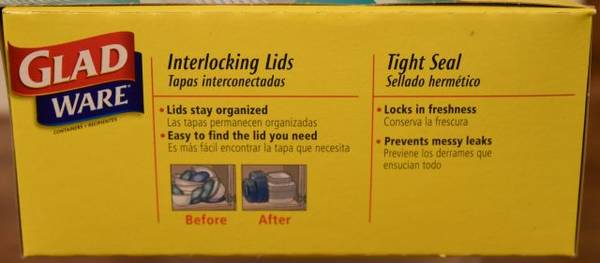 GLAD
WARE®
CONTAINERS • RECIPIENTES
Interlocking Lids
Tapas interconectadas
• Lids stay organized
Las tapas permanecen organizadas
• Easy to find the lid you need
Es más fácil encontrar la tapa que necesita
Before After
Tight Seal
Sellado hermético
• Locks in freshness
Conserva la frescura
• Prevents messy leaks
Previene los derrames que
ensucian todo